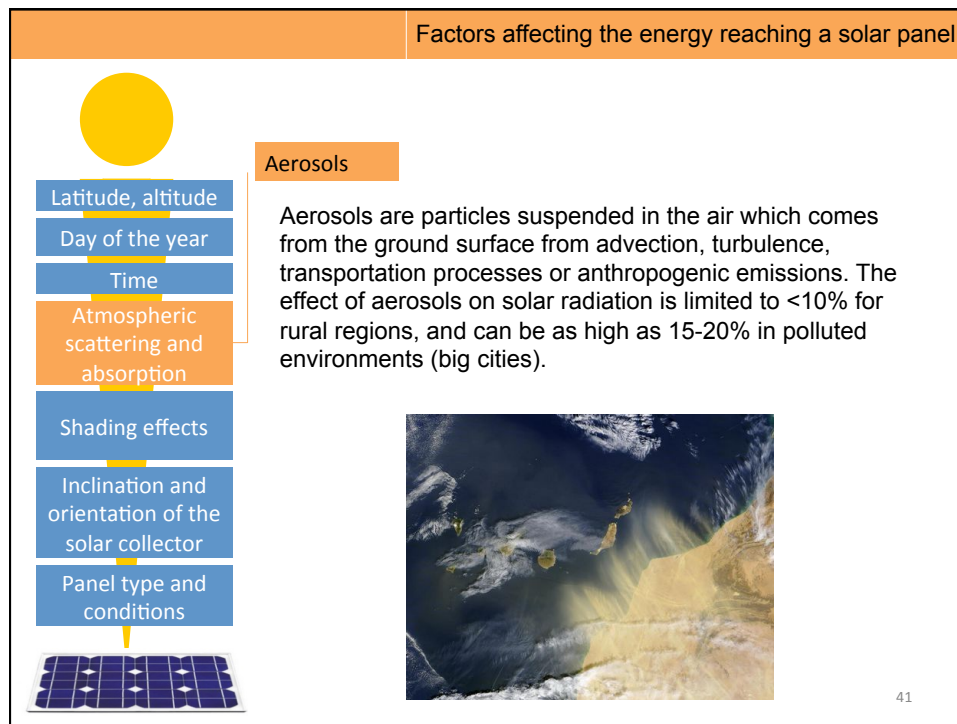 Factors affecting the energy reaching a solar panel
Latitude, altitude
Day of the year
Time
Atmospheric
scattering and
absorption
Shading effects
Inclination and
orientation of the
solar collector
Panel type and
conditions
Aerosols
Aerosols are particles suspended in the air which comes
from the ground surface from advection, turbulence,
transportation processes or anthropogenic emissions. The
effect of aerosols on solar radiation is limited to <10% for
rural regions, and can be as high as 15-20% in polluted
environments (big cities).
41